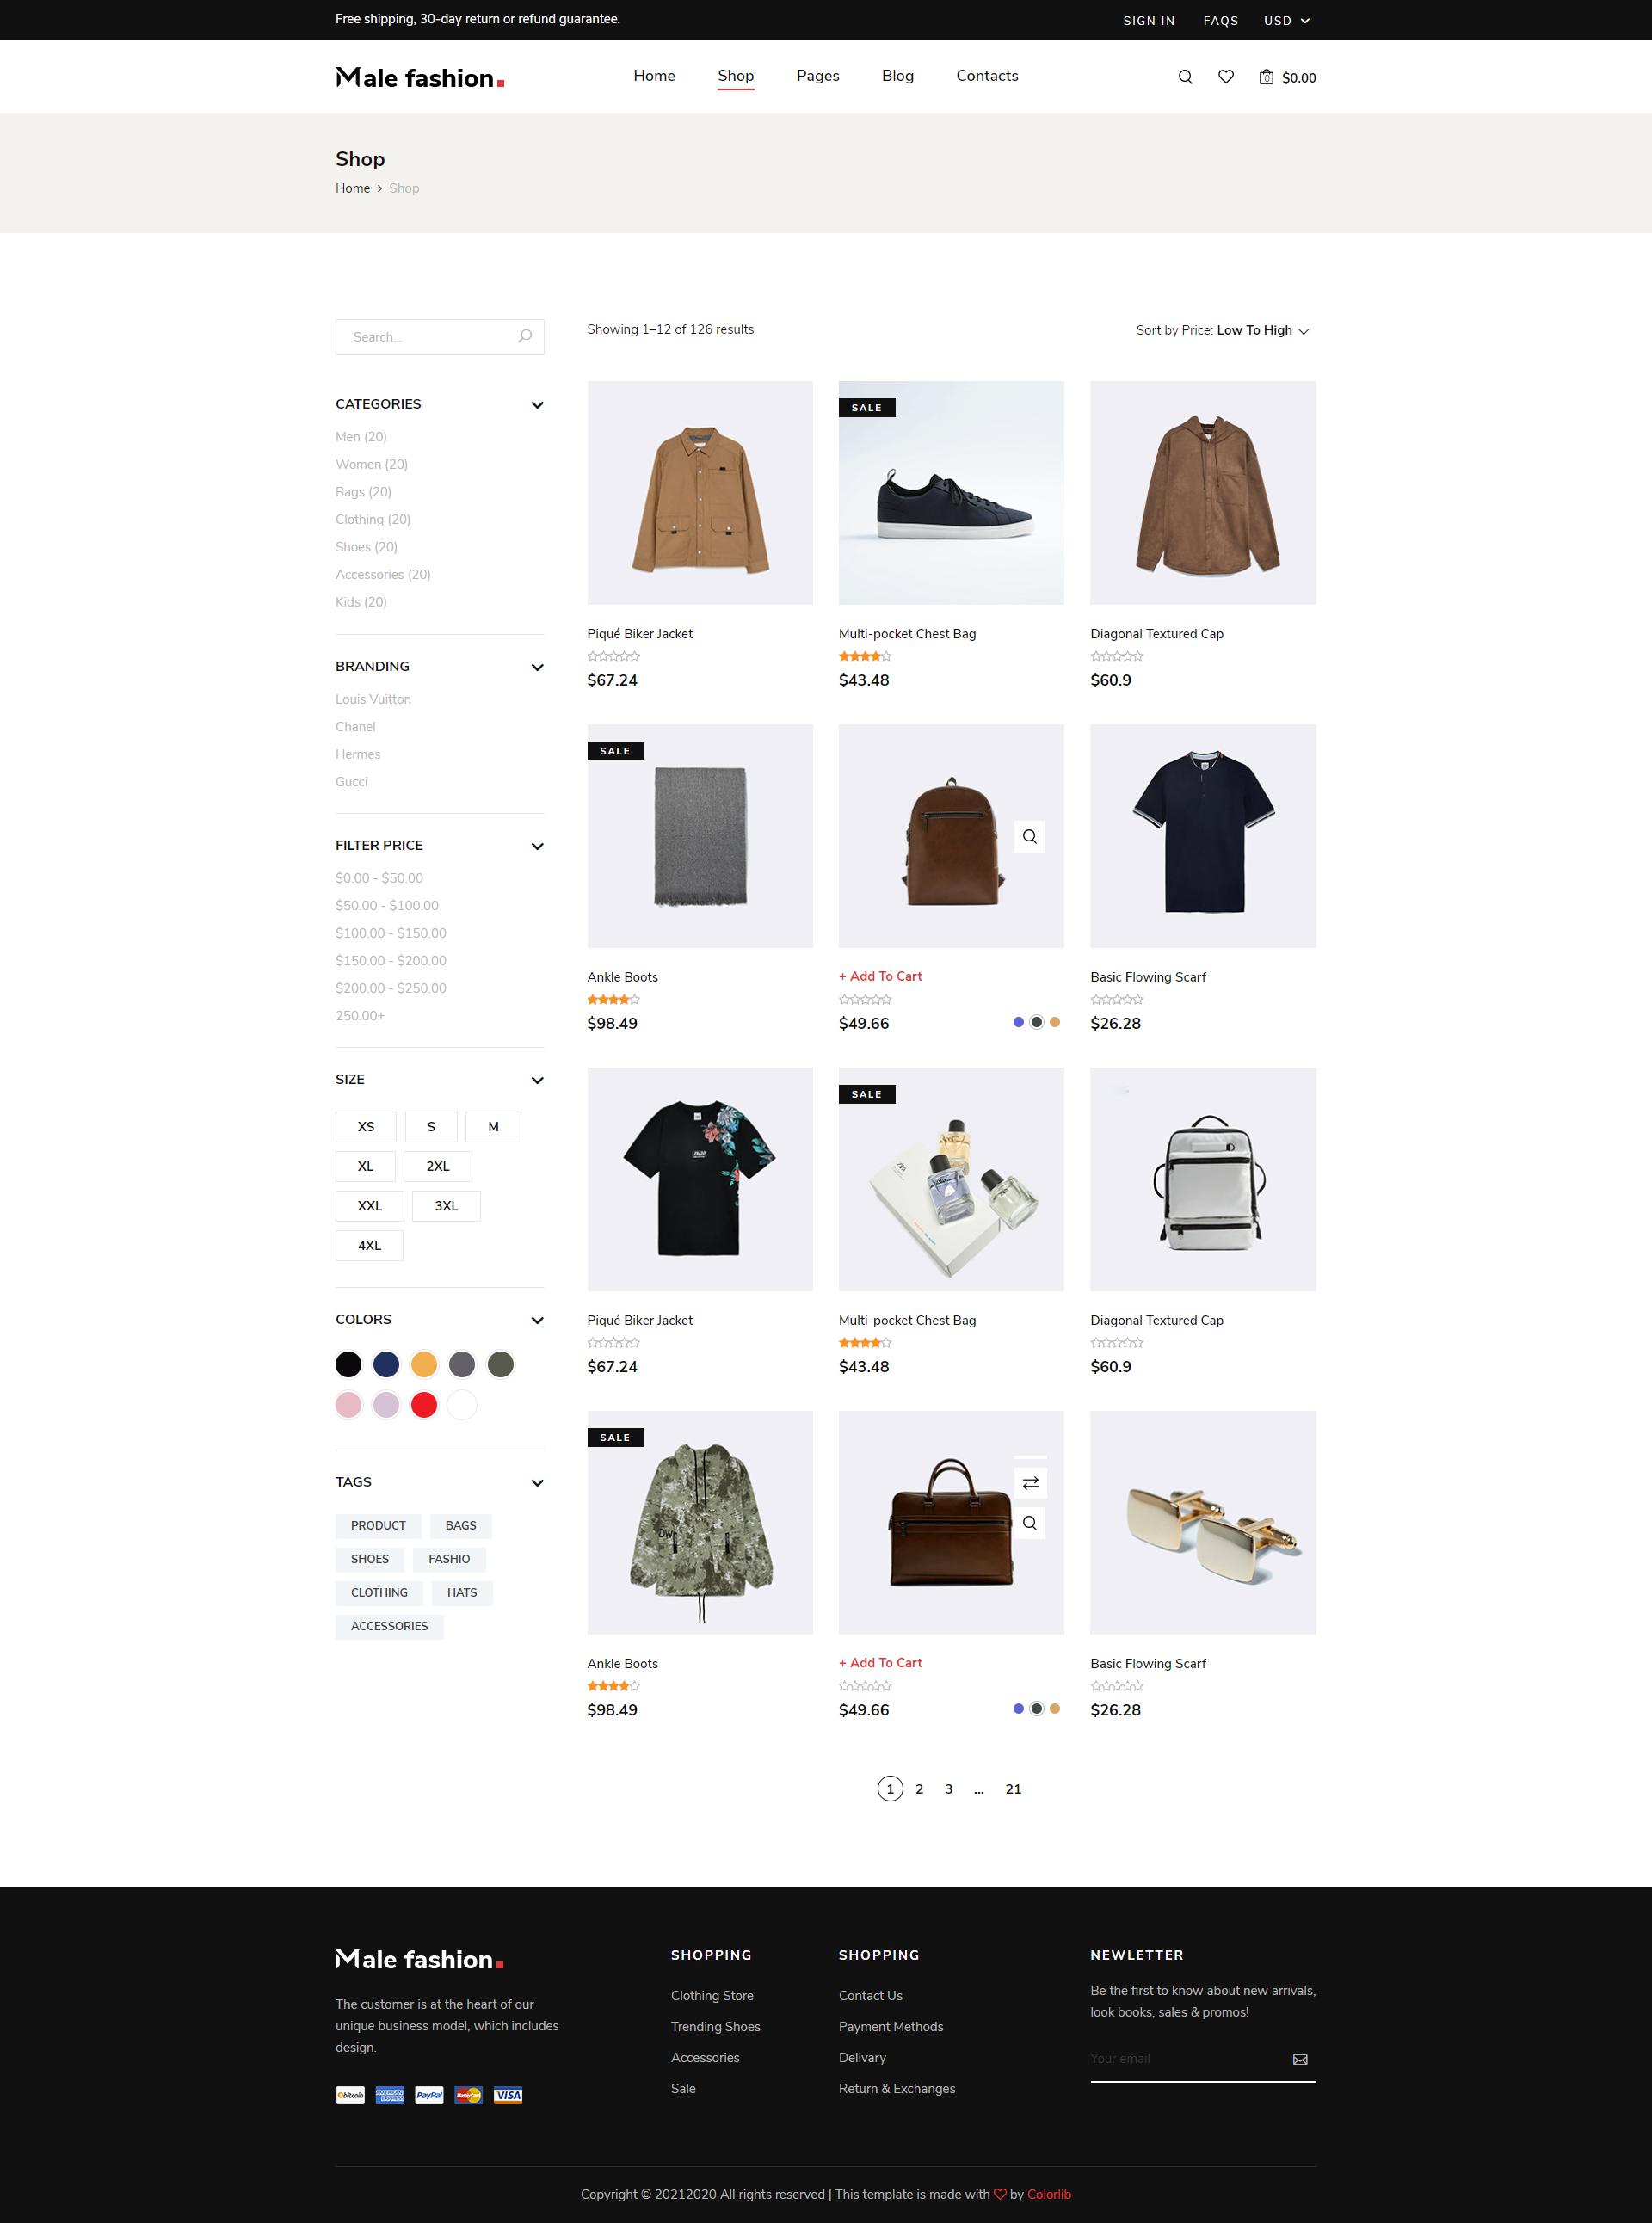 Free shipping, 30-day return or refund guarantee.
SIGN IN FAQS USD
Male fashion.
Home Shop Pages Blog Contacts
0 $0.00
Shop
Home Shop
Search...
Showing 1–12 of 126 results
Sort by Price: Low To High
CATEGORIES
Men (20)
Women (20)
Bags (20)
Clothing (20)
Shoes (20)
Accessories (20)
Kids (20)
BRANDING
Louis Vuitton
Chanel
Hermes
Gucci
FILTER PRICE
$0.00 - $50.00
$50.00 - $100.00
$100.00 - $150.00
$150.00 - $200.00
$200.00 - $250.00
250.00+
SIZE
XS S M
XL 2XL
XXL 3XL
4XL
COLORS
TAGS
PRODUCT BAGS
SHOES FASHIO
CLOTHING HATS
ACCESSORIES
SALE
Piqué Biker Jacket
$67.24
Multi-pocket Chest Bag
$43.48
Diagonal Textured Cap
$60.9
SALE
Ankle Boots
$98.49
+ Add To Cart
$49.66
Basic Flowing Scarf
$26.28
SALE
Piqué Biker Jacket
$67.24
Multi-pocket Chest Bag
$43.48
Diagonal Textured Cap
$60.9
SALE
Ankle Boots
$98.49
+ Add To Cart
$49.66
Basic Flowing Scarf
$26.28
1 2 3 ... 21
Male fashion.
The customer is at the heart of our
unique business model, which includes
design.
bitcoin AMERICAN EXPRESS PayPal MasterCard VISA
SHOPPING
Clothing Store
Trending Shoes
Accessories
Sale
SHOPPING
Contact Us
Payment Methods
Delivary
Return & Exchanges
NEWLETTER
Be the first to know about new arrivals,
look books, sales & promos!
Your email
Copyright © 20212020 All rights reserved | This template is made with by Colorlib